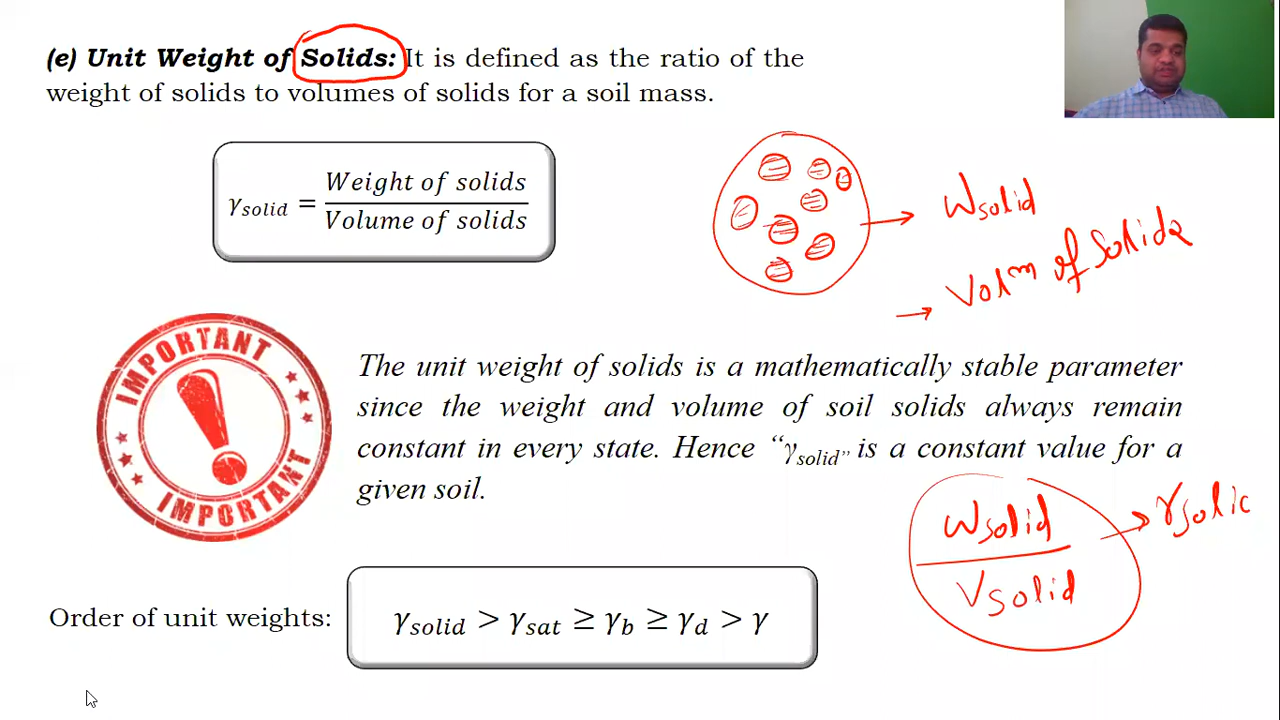 (e) Unit Weight of Solids: It is defined as the ratio of the
weight of solids to volumes of solids for a soil mass.
γsolid = Weight of solids / Volume of solids
Wsolid
Volm of Solids
IMPORTANT
IMPORTANT
The unit weight of solids is a mathematically stable parameter
since the weight and volume of soil solids always remain
constant in every state. Hence “γsolid” is a constant value for a
given soil.
Wsolid
Vsolid
γsolid
Order of unit weights:
γsolid > γsat ≥ γb ≥ γd > γ